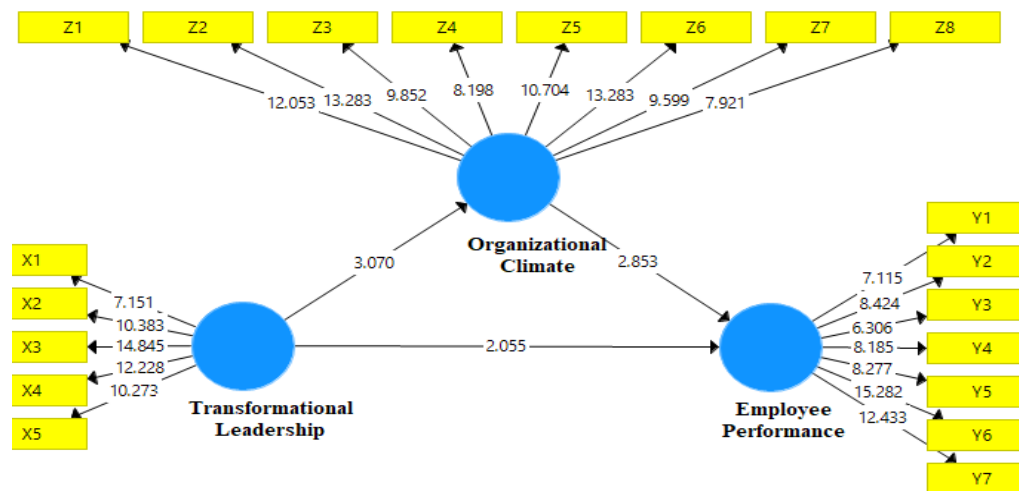 Z1 Z2 Z3 Z4 Z5 Z6 Z7 Z8
12.053 13.283 9.852 8.198 10.704 13.283 9.599 7.921
Organizational
Climate
3.070
2.853
X1
X2
X3
X4
X5
7.151
10.383
14.845
12.228
10.273
Transformational
Leadership
2.055
Y1
Y2
Y3
Y4
Y5
Y6
Y7
7.115
8.424
6.306
8.185
8.277
15.282
12.433
Employee
Performance